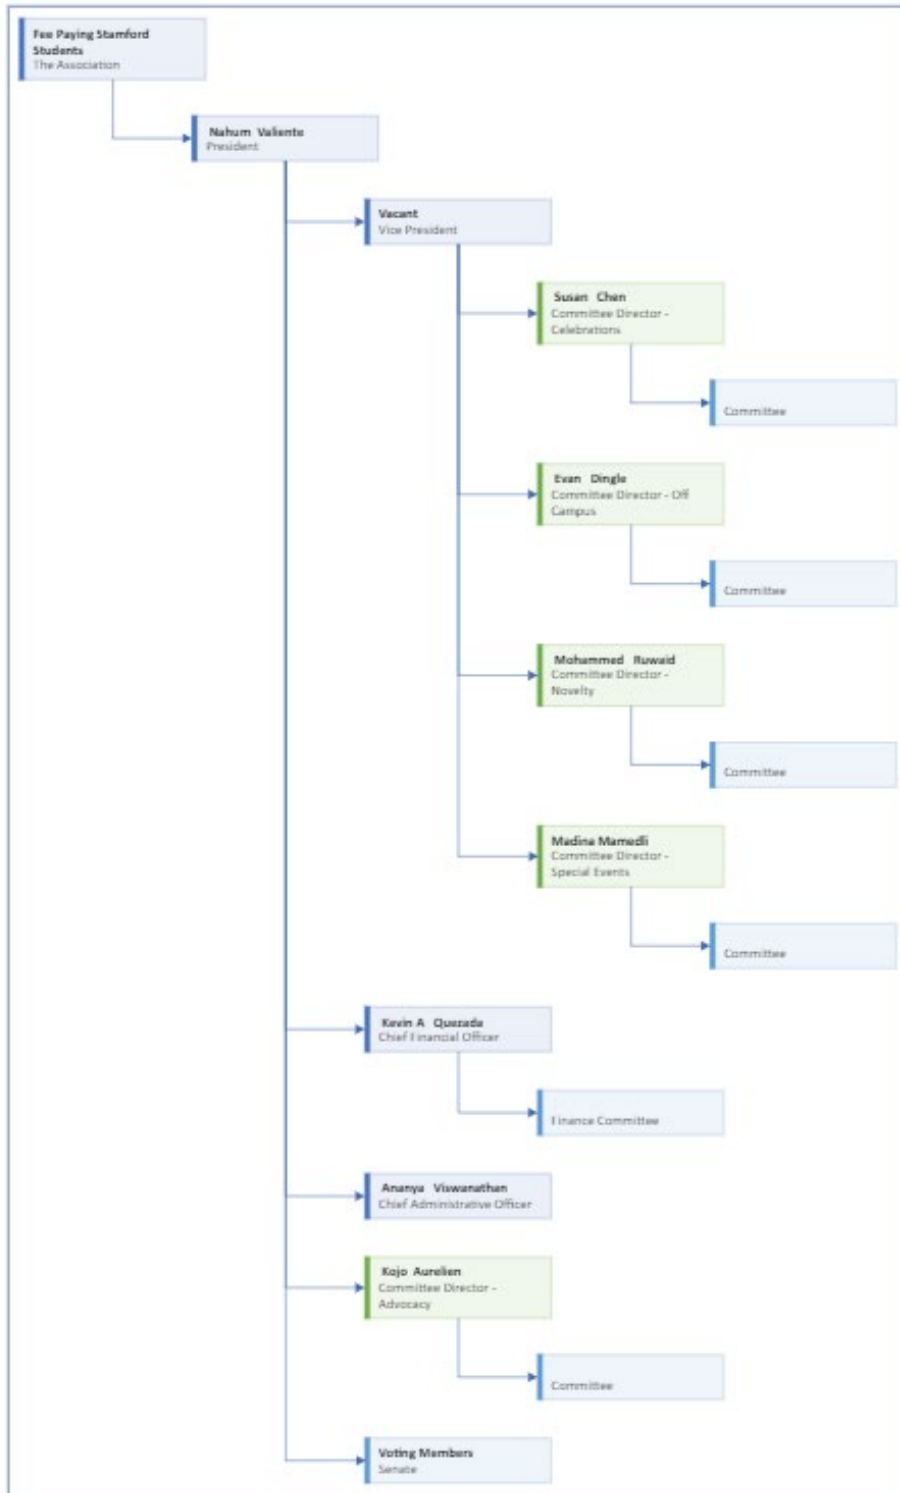 Fee Paying Stamford
Students
The Association
Nahum Valiente
President
Vacant
Vice President
Susan Chen
Committee Director -
Celebrations
Committee
Evan Dingle
Committee Director - Off
Campus
Committee
Mohammed Ruwaid
Committee Director -
Novelty
Committee
Madina Mamedli
Committee Director -
Special Events
Committee
Kevin A Quezada
Chief Financial Officer
Finance Committee
Ananya Viswanathan
Chief Administrative Officer
Kojo Aurelien
Committee Director -
Advocacy
Committee
Voting Members
Senate